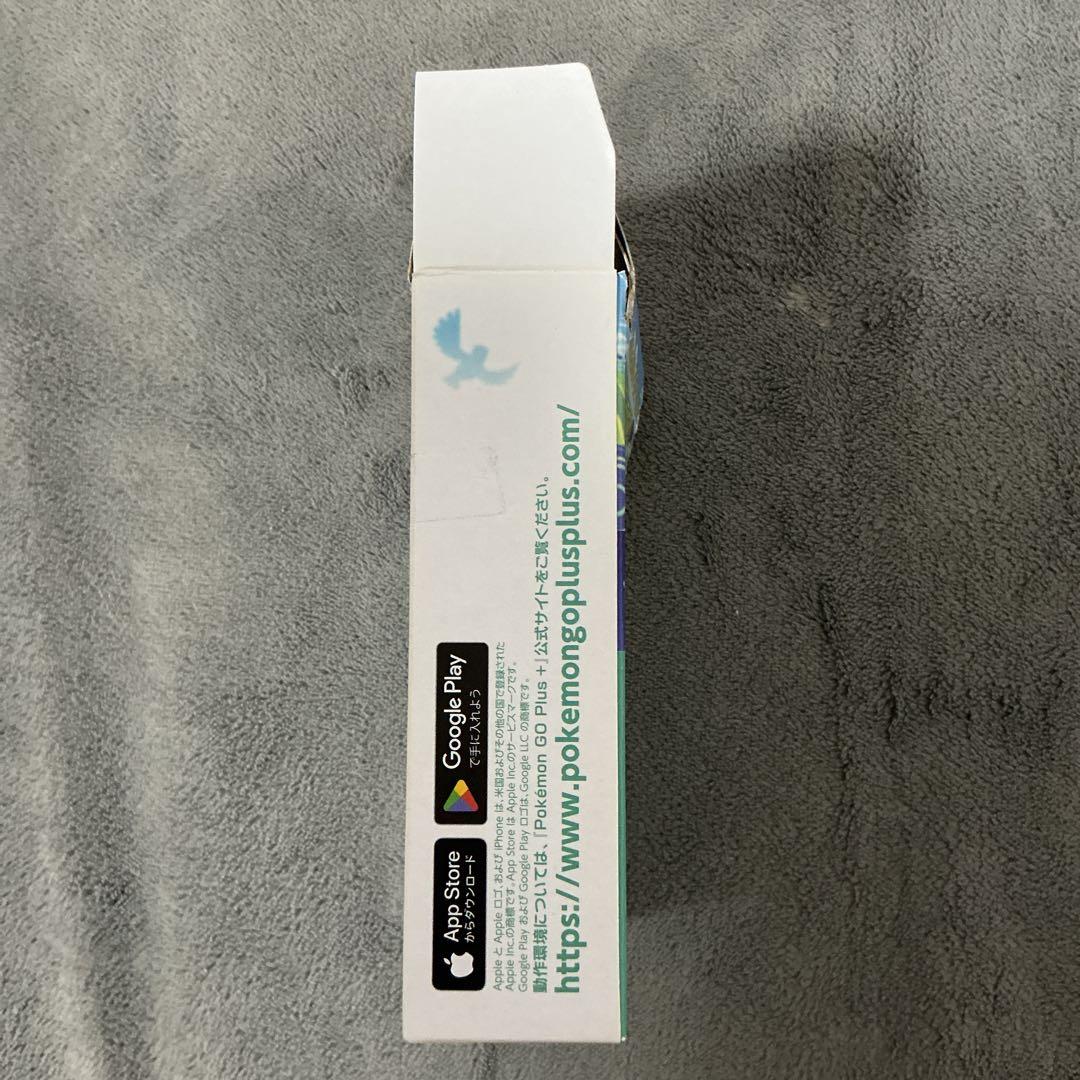 App Store
からダウンロード
Google Play
で手に入れよう
Apple と Apple ロゴ、および iPhone は、米国およびその他の国で登録された
Apple Inc.の商標です。App Store は Apple Inc.のサービスマークです。
Google Play および Google Play ロゴは、Google LLC の商標です。
動作環境については、『Pokémon GO Plus +』公式サイトをご覧ください。
https://www.pokemongoplusplus.com/